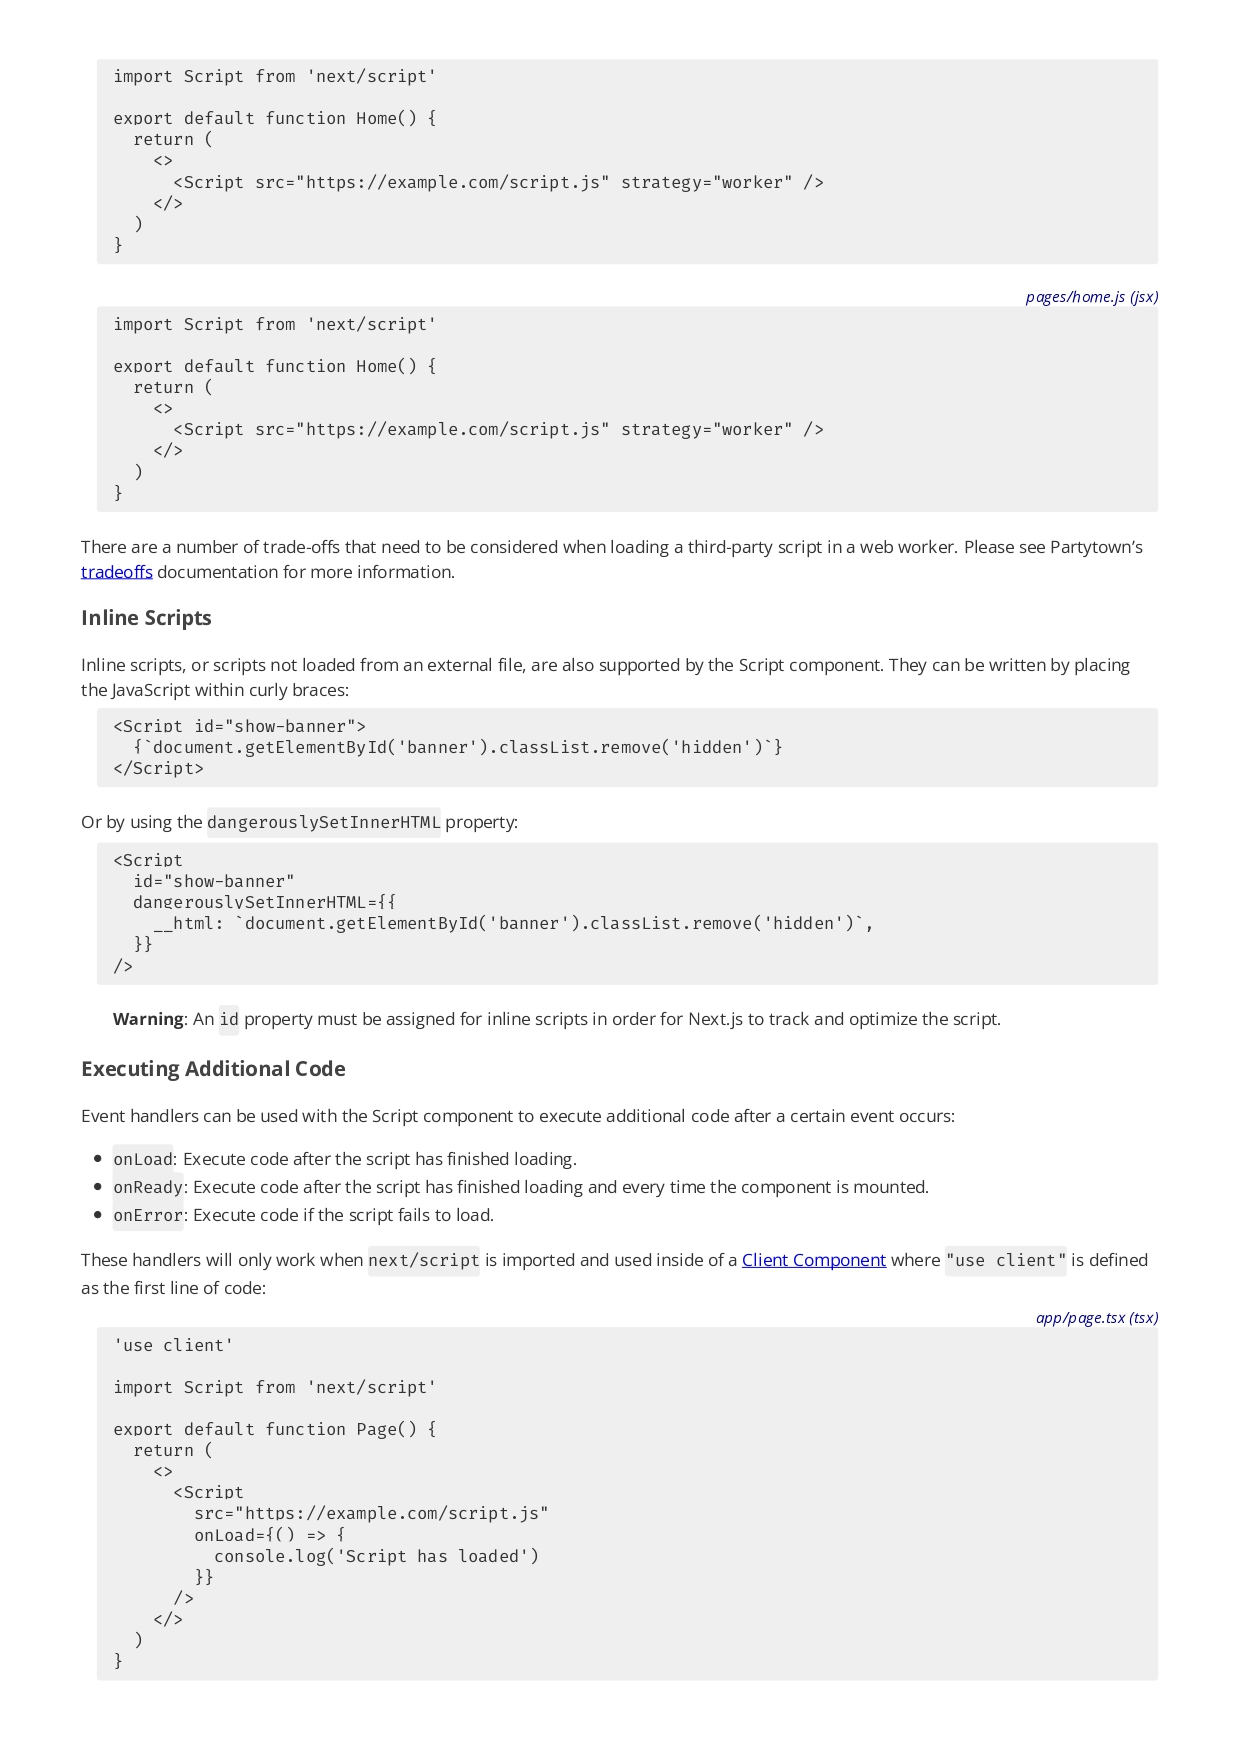 import Script from 'next/script'
export default function Home() {
  return (
    <>
      <Script src="https://example.com/script.js" strategy="worker" />
    </>
  )
}
pages/home.js (jsx)
import Script from 'next/script'
export default function Home() {
  return (
    <>
      <Script src="https://example.com/script.js" strategy="worker" />
    </>
  )
}
There are a number of trade-offs that need to be considered when loading a third-party script in a web worker. Please see Partytown’s
tradeoffs documentation for more information.
Inline Scripts
Inline scripts, or scripts not loaded from an external file, are also supported by the Script component. They can be written by placing
the JavaScript within curly braces:
<Script id="show-banner">
  {`document.getElementById('banner').classList.remove('hidden')`}
</Script>
Or by using the dangerouslySetInnerHTML property:
<Script
  id="show-banner"
  dangerouslySetInnerHTML={{
    __html: `document.getElementById('banner').classList.remove('hidden')`,
  }}
/>
Warning: An id property must be assigned for inline scripts in order for Next.js to track and optimize the script.
Executing Additional Code
Event handlers can be used with the Script component to execute additional code after a certain event occurs:
• onLoad: Execute code after the script has finished loading.
• onReady: Execute code after the script has finished loading and every time the component is mounted.
• onError: Execute code if the script fails to load.
These handlers will only work when next/script is imported and used inside of a Client Component where "use client" is defined
as the first line of code:
app/page.tsx (tsx)
'use client'
import Script from 'next/script'
export default function Page() {
  return (
    <>
      <Script
        src="https://example.com/script.js"
        onLoad={() => {
          console.log('Script has loaded')
        }}
      />
    </>
  )
}